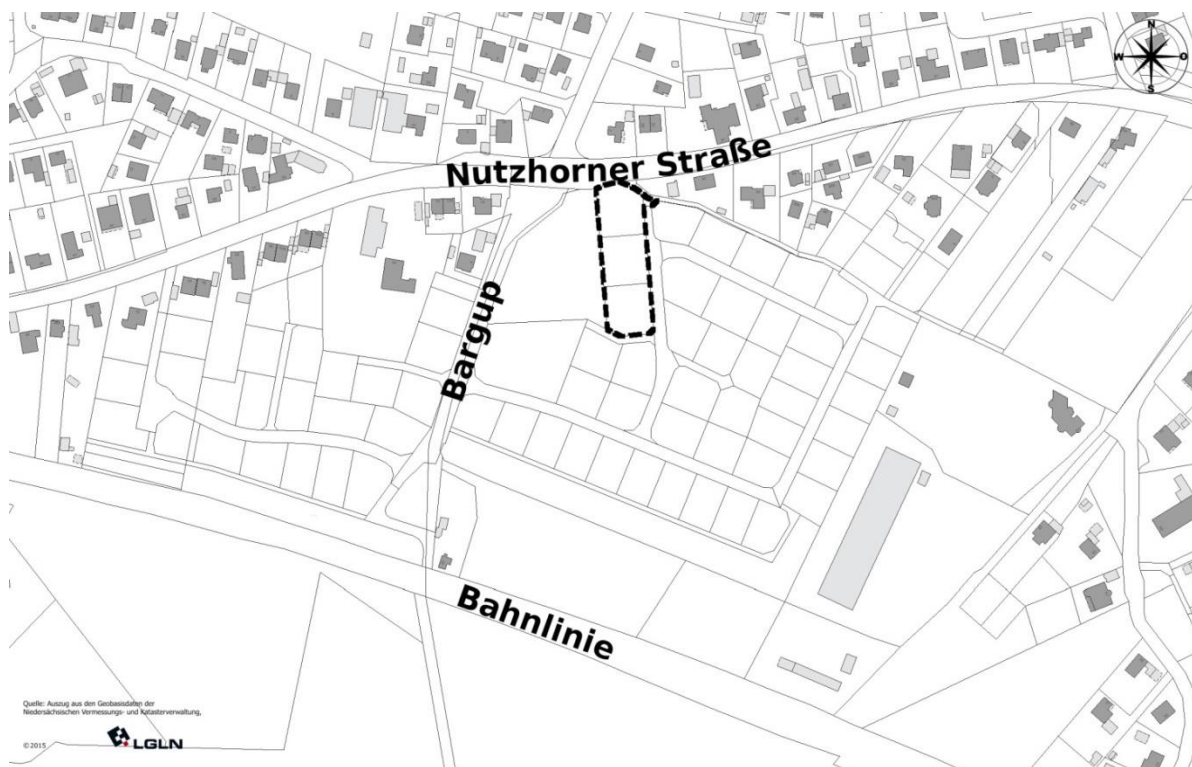 N
W O
S
Nutzhorner Straße
Bargup
Bahnlinie
Quelle: Auszug aus den Geobasisdaten der
Niedersächsischen Vermessungs- und Katasterverwaltung,
©2015 LGLN